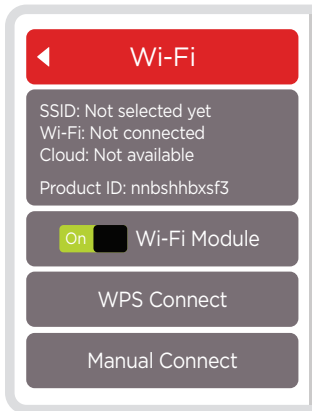 Wi-Fi
SSID: Not selected yet
Wi-Fi: Not connected
Cloud: Not available
Product ID: nnbshhbxsf3
On Wi-Fi Module
WPS Connect
Manual Connect